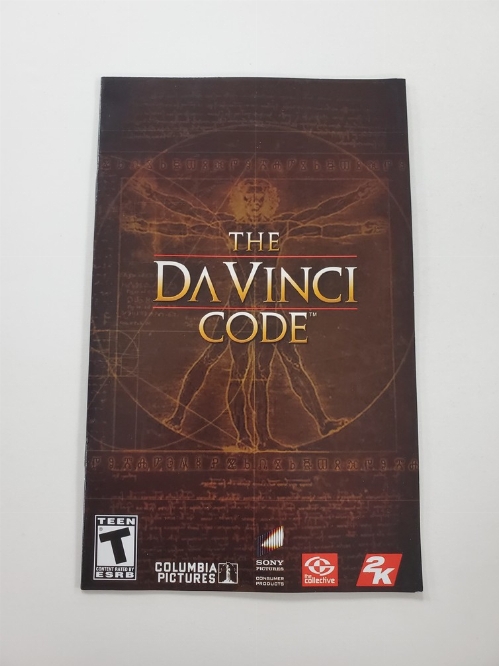 THE
DA VINCI
CODE™
TEEN
T
CONTENT RATED BY
ESRB
COLUMBIA
PICTURES
SONY
PICTURES
CONSUMER
PRODUCTS
the
collective
2K